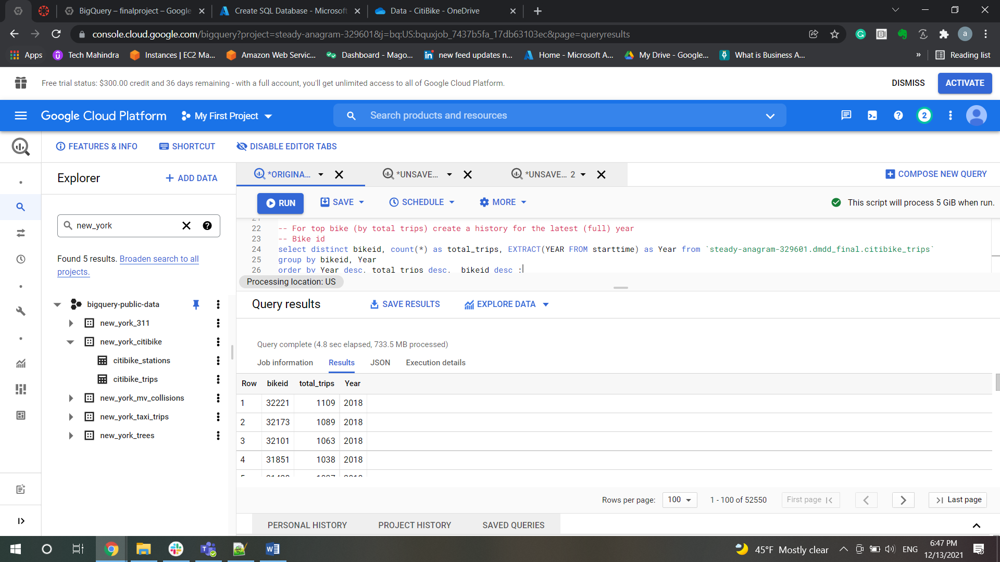 BigQuery – finalproject – Google
Create SQL Database - Microsoft
Data - CitiBike - OneDrive
console.cloud.google.com/bigquery?project=steady-anagram-329601&j=bq:US:bquxjob_7437b5fa_17db63103ec&page=queryresults
a
Apps
Tech Mahindra
Instances | EC2 Ma...
Amazon Web Servic...
Dashboard - Mago...
new feed updates n...
Home - Microsoft A...
My Drive - Google...
What is Business A...
»
Reading list
Free trial status: $300.00 credit and 36 days remaining - with a full account, you'll get unlimited access to all of Google Cloud Platform.
DISMISS
ACTIVATE
Google Cloud Platform
My First Project
Search products and resources
2
FEATURES & INFO
SHORTCUT
DISABLE EDITOR TABS
Explorer
+ ADD DATA
*ORIGINA...
*UNSAVE...
*UNSAVE... 2
COMPOSE NEW QUERY
RUN
SAVE
SCHEDULE
MORE
This script will process 5 GiB when run.
new_york
Found 5 results. Broaden search to all
projects.
bigquery-public-data
new_york_311
new_york_citibike
citibike_stations
citibike_trips
new_york_mv_collisions
new_york_taxi_trips
new_york_trees
22 -- For top bike (by total trips) create a history for the latest (full) year
23 -- Bike id
24 select distinct bikeid, count(*) as total_trips, EXTRACT(YEAR FROM starttime) as Year from `steady-anagram-329601.dmdd_final.citibike_trips`
25 group by bikeid, Year
26 order by Year desc, total_trips desc, bikeid desc ;
Processing location: US
Query results
SAVE RESULTS
EXPLORE DATA
Query complete (4.8 sec elapsed, 733.5 MB processed)
Job information
Results
JSON
Execution details
Row bikeid total_trips Year
1 32221 1109 2018
2 32173 1089 2018
3 32101 1063 2018
4 31851 1038 2018
Rows per page: 100
1 - 100 of 52550
First page
Last page
PERSONAL HISTORY
PROJECT HISTORY
SAVED QUERIES
45°F Mostly clear
ENG
6:47 PM
12/13/2021